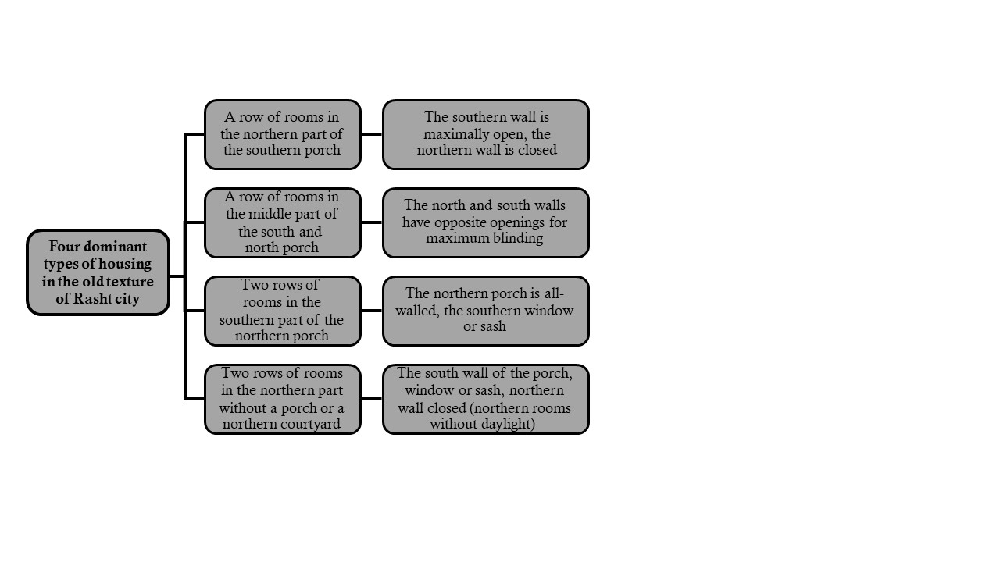 Four dominant
types of housing
in the old texture
of Rasht city
A row of rooms in
the northern part of
the southern porch
The southern wall is
maximally open, the
northern wall is closed
A row of rooms in
the middle part of
the south and
north porch
The north and south walls
have opposite openings for
maximum blinding
Two rows of
rooms in the
southern part of the
northern porch
The northern porch is all-
walled, the southern window
or sash
Two rows of rooms
in the northern part
without a porch or a
northern courtyard
The south wall of the porch,
window or sash, northern
wall closed (northern rooms
without daylight)